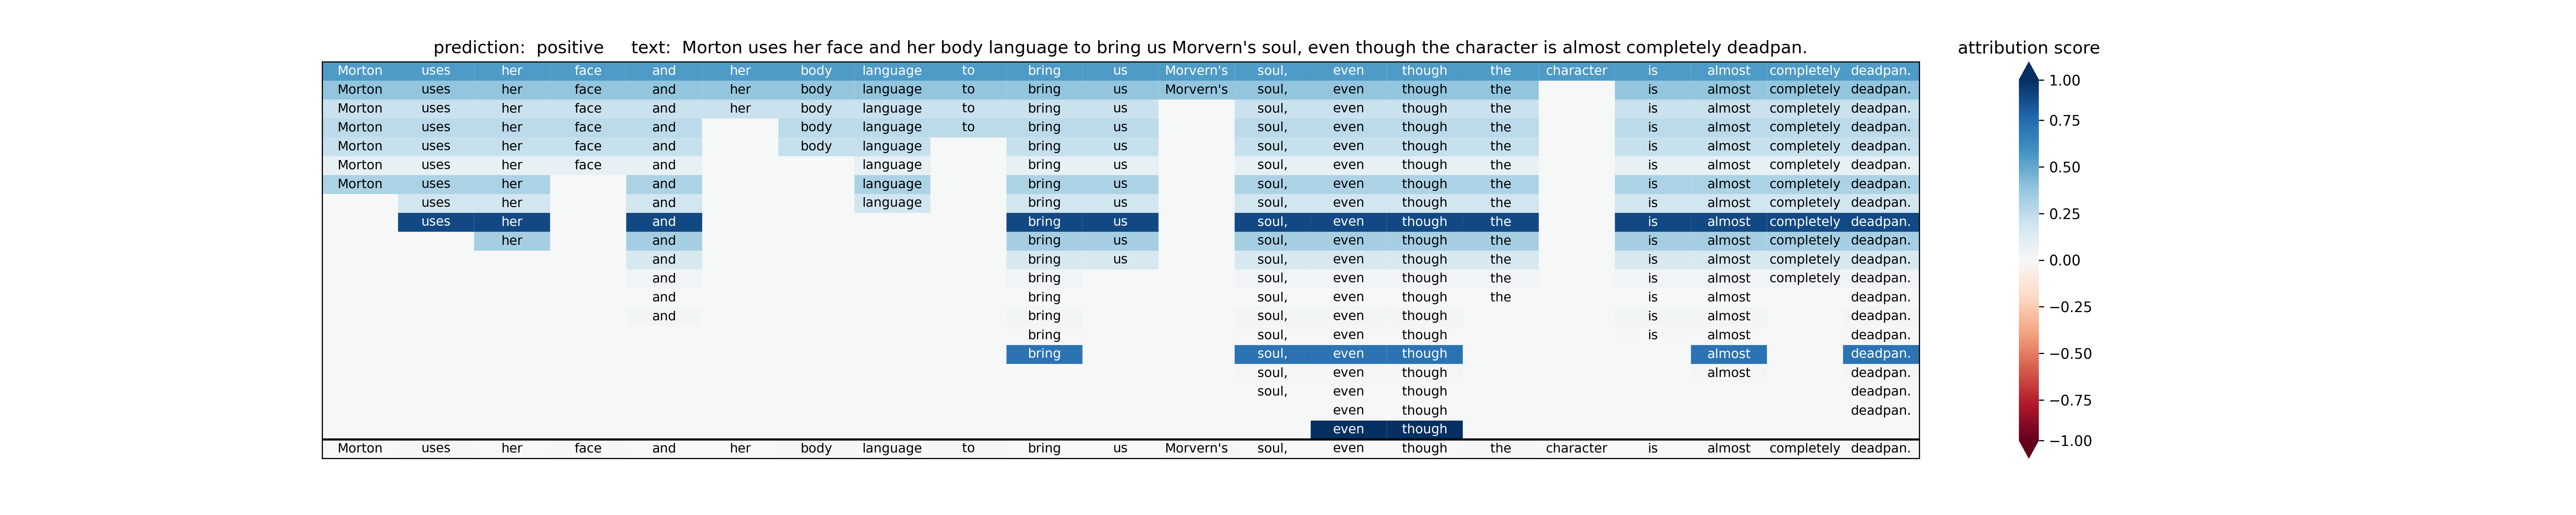 prediction: positive text: Morton uses her face and her body language to bring us Morvern's soul, even though the character is almost completely deadpan.
attribution score
Morton uses her face and her body language to bring us Morvern's soul, even though the character is almost completely deadpan.
Morton uses her face and her body language to bring us Morvern's soul, even though the is almost completely deadpan.
Morton uses her face and her body language to bring us soul, even though the is almost completely deadpan.
Morton uses her face and body language to bring us soul, even though the is almost completely deadpan.
Morton uses her face and body language bring us soul, even though the is almost completely deadpan.
Morton uses her face and language bring us soul, even though the is almost completely deadpan.
Morton uses her and language bring us soul, even though the is almost completely deadpan.
uses her and language bring us soul, even though the is almost completely deadpan.
uses her and bring us soul, even though the is almost completely deadpan.
her and bring us soul, even though the is almost completely deadpan.
and bring us soul, even though the is almost completely deadpan.
and bring soul, even though the is almost completely deadpan.
and bring soul, even though the is almost deadpan.
and bring soul, even though is almost deadpan.
bring soul, even though is almost deadpan.
bring soul, even though almost deadpan.
soul, even though almost deadpan.
soul, even though deadpan.
even though deadpan.
even though
Morton uses her face and her body language to bring us Morvern's soul, even though the character is almost completely deadpan.
1.00
0.75
0.50
0.25
0.00
−0.25
−0.50
−0.75
−1.00